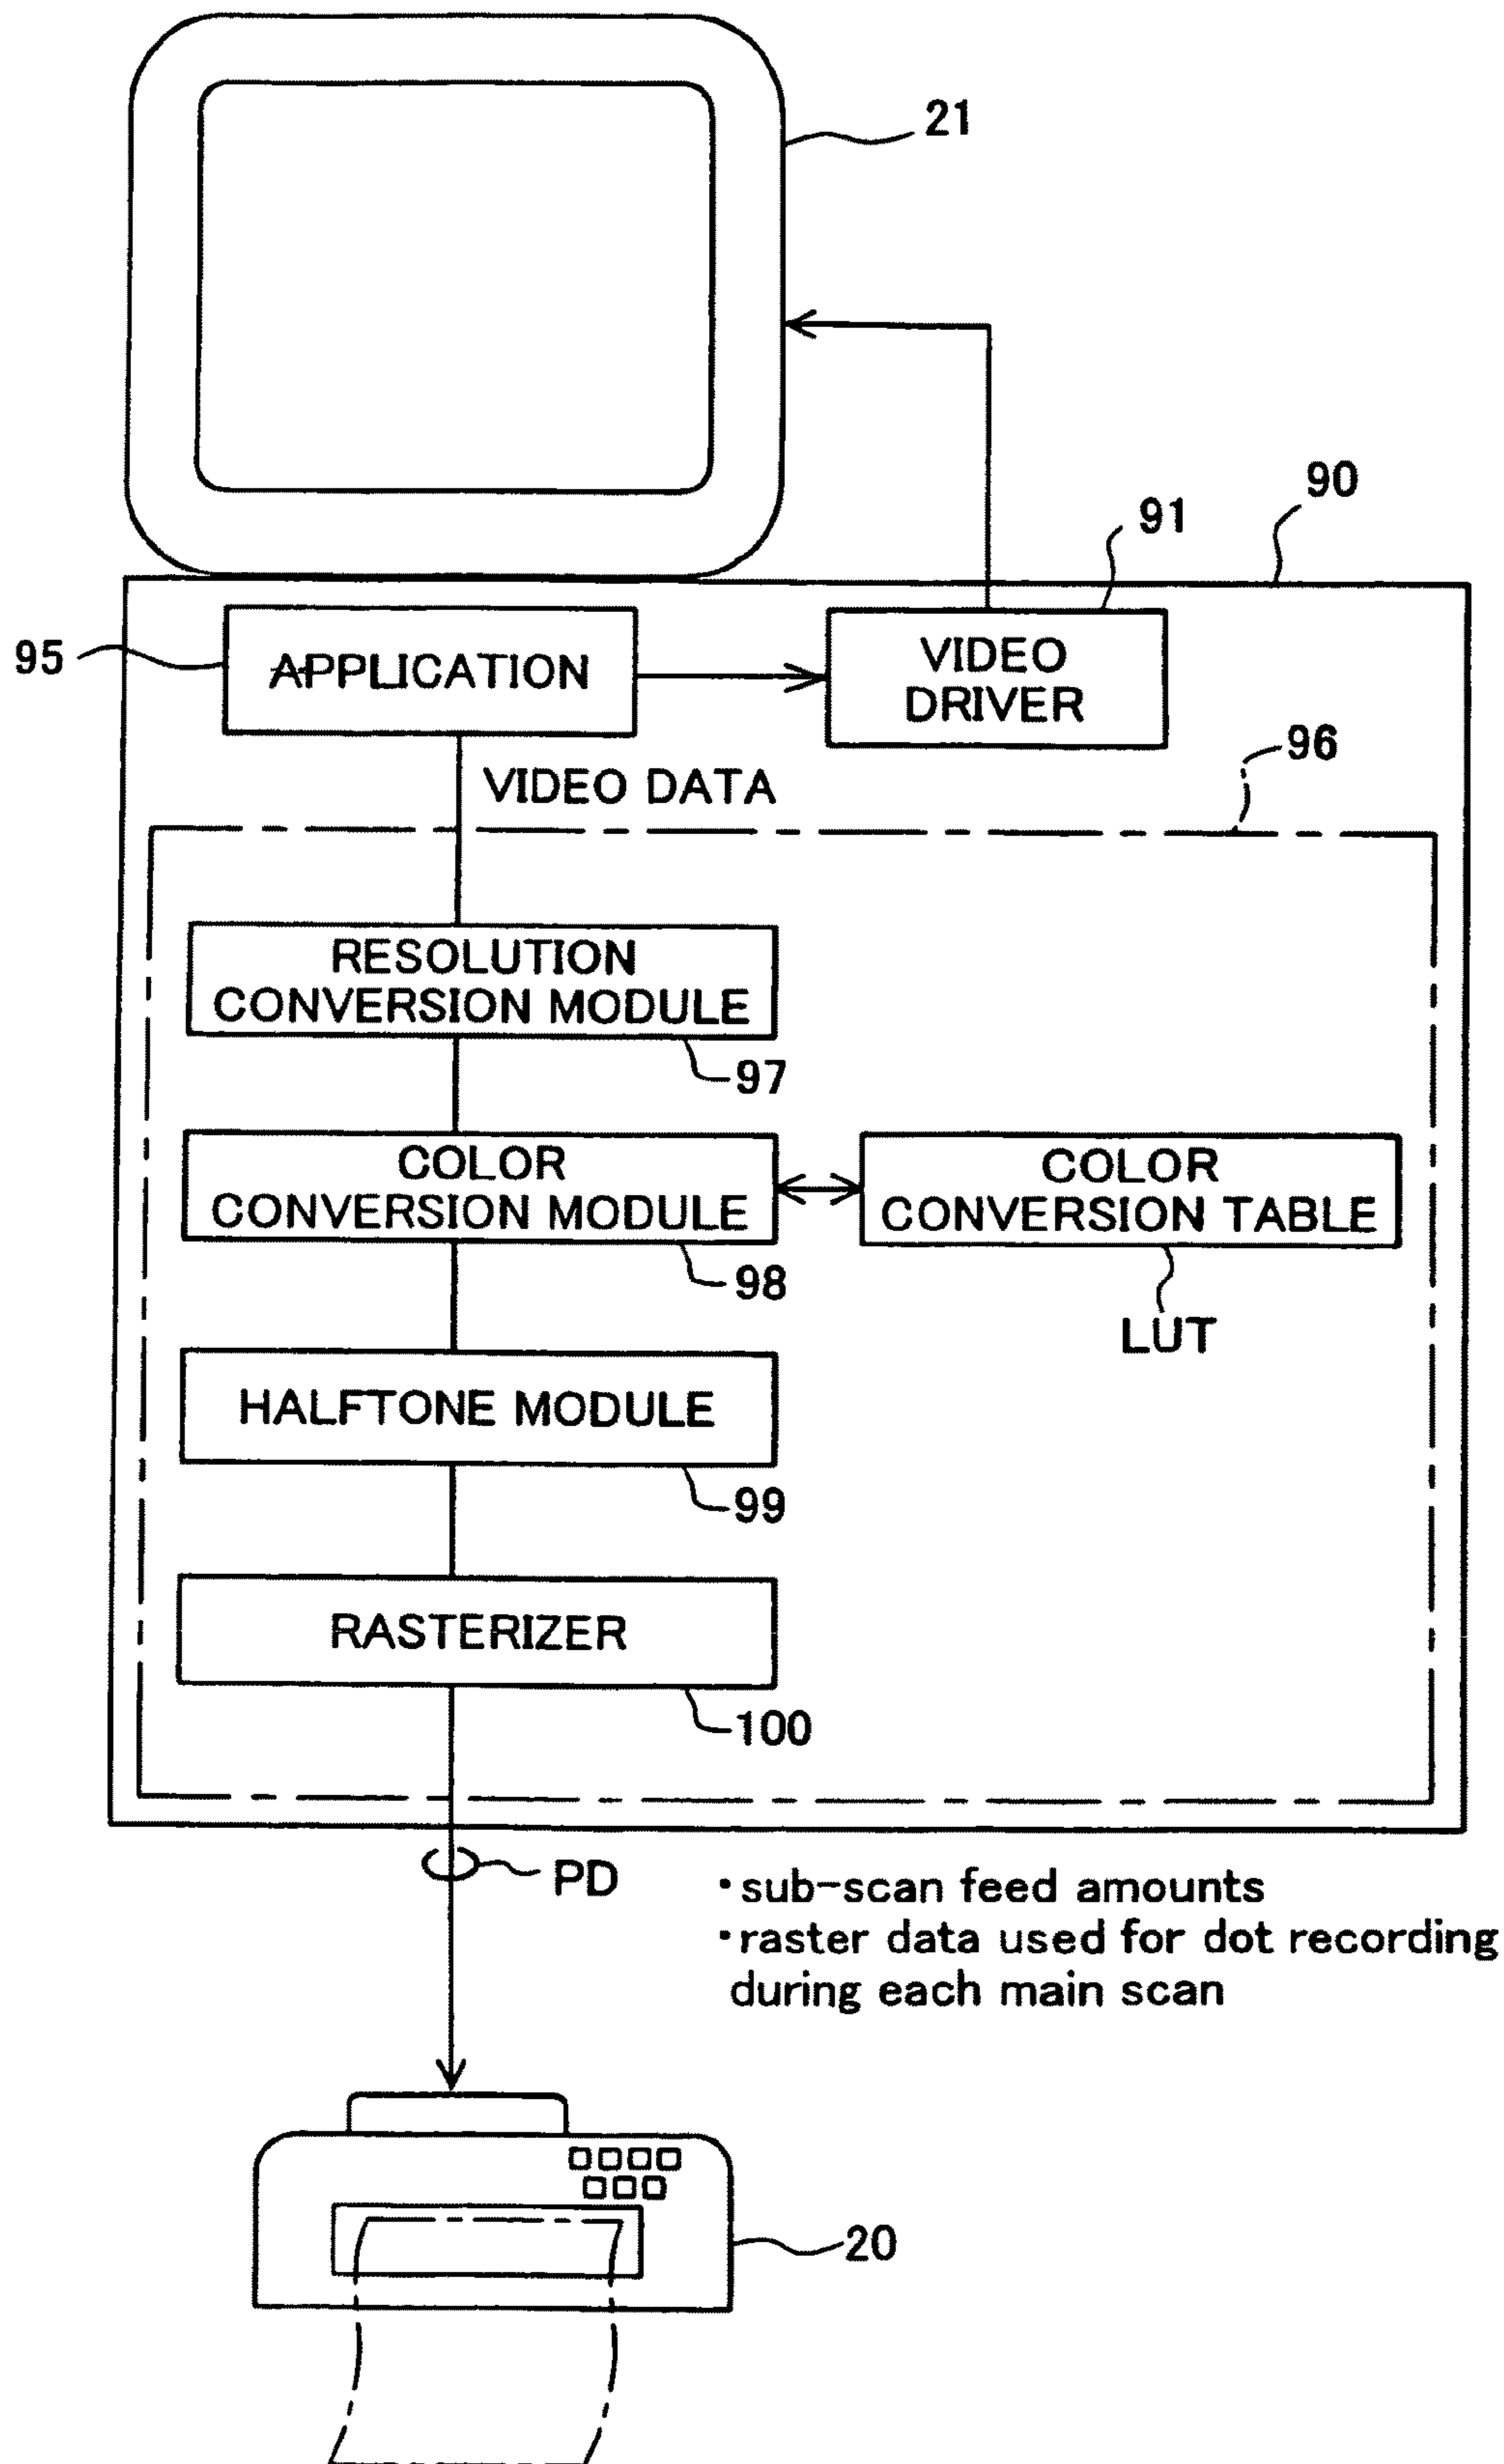 21
90
91
95
APPLICATION
VIDEO
DRIVER
96
VIDEO DATA
RESOLUTION
CONVERSION MODULE
97
COLOR
CONVERSION MODULE
98
COLOR
CONVERSION TABLE
LUT
HALFTONE MODULE
99
RASTERIZER
100
PD
・sub-scan feed amounts
・raster data used for dot recording
during each main scan
20